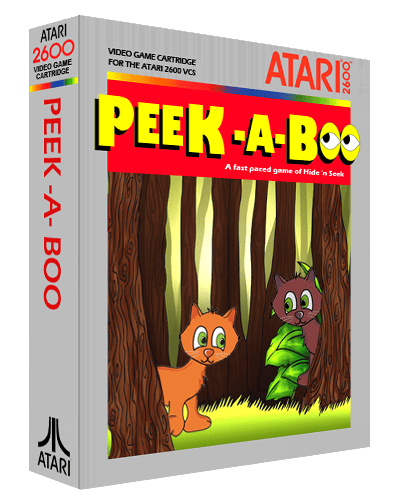 ATARI
2600
VIDEO GAME
CARTRIDGE
PEEK -A- BOO
ATARI
VIDEO GAME CARTRIDGE
FOR THE ATARI 2600 VCS
ATARI
2600™
PEEK -A- BOO
A fast paced game of Hide 'n Seek